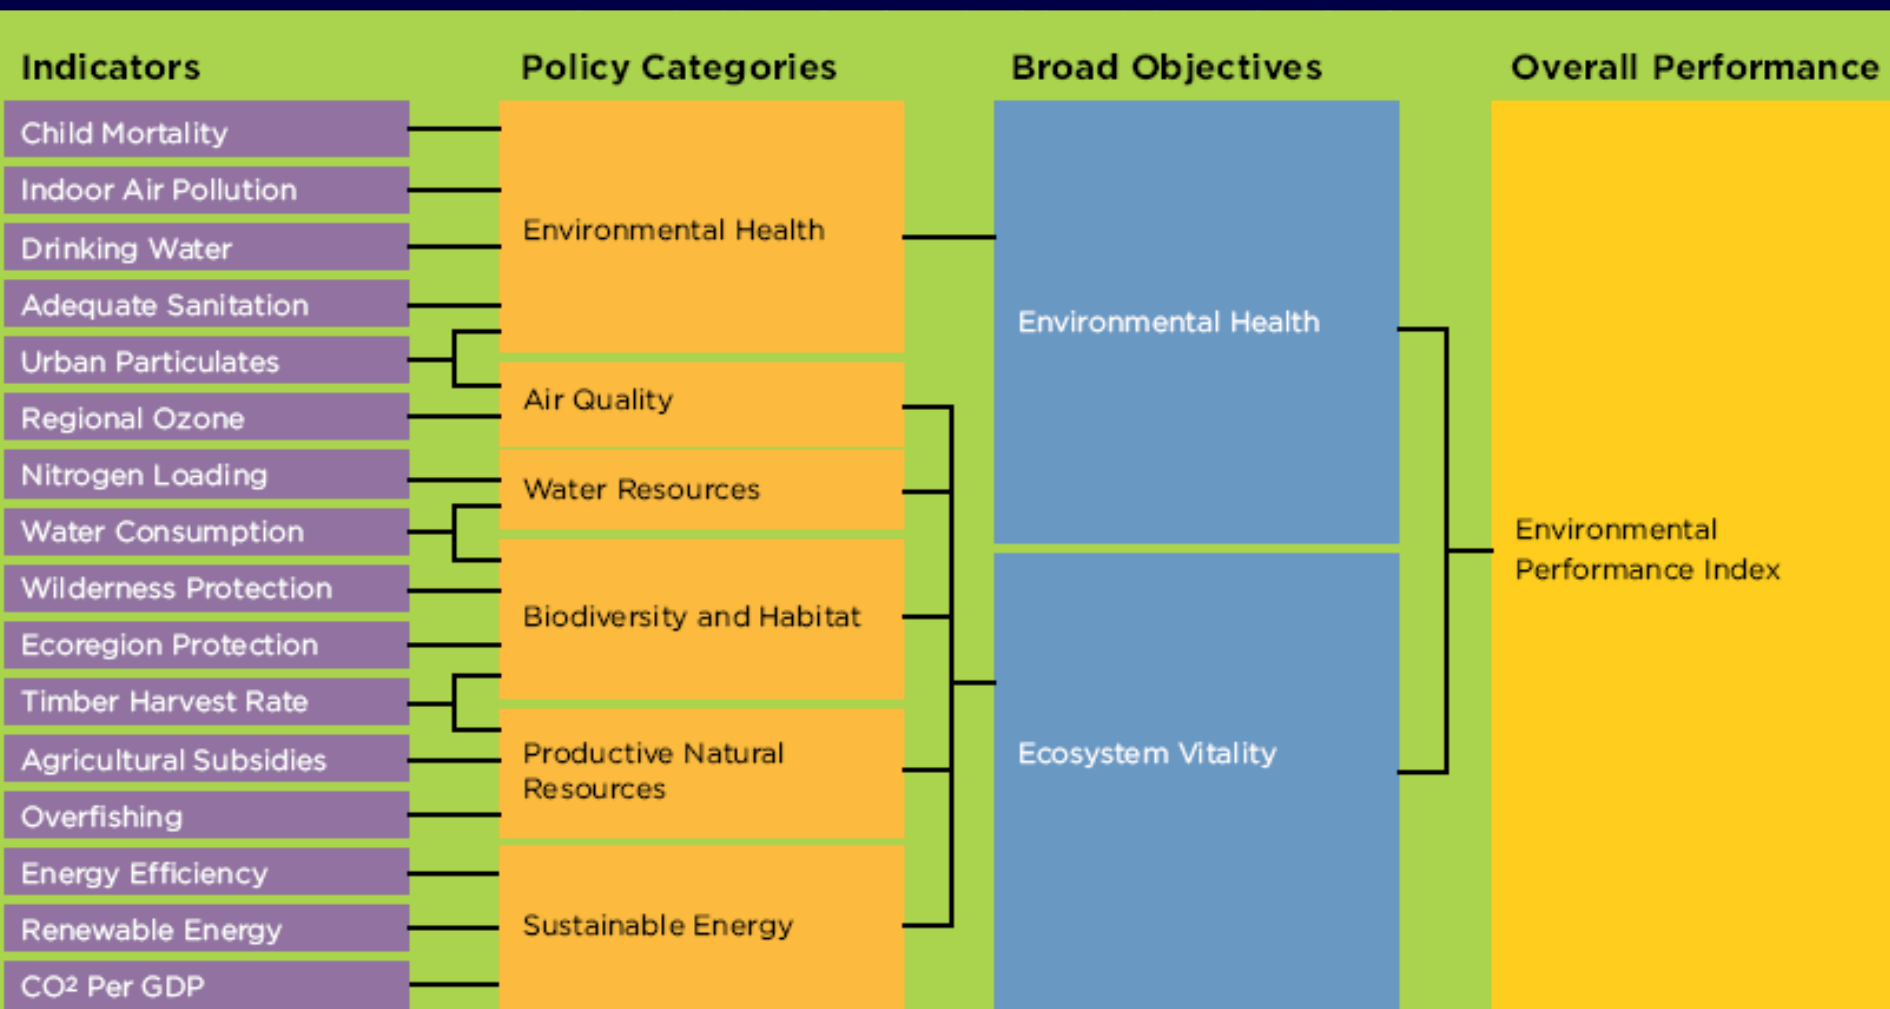 Indicators
Policy Categories
Broad Objectives
Overall Performance
Child Mortality
Indoor Air Pollution
Drinking Water
Adequate Sanitation
Urban Particulates
Regional Ozone
Nitrogen Loading
Water Consumption
Wilderness Protection
Ecoregion Protection
Timber Harvest Rate
Agricultural Subsidies
Overfishing
Energy Efficiency
Renewable Energy
CO² Per GDP
Environmental Health
Air Quality
Water Resources
Biodiversity and Habitat
Productive Natural
Resources
Sustainable Energy
Environmental Health
Ecosystem Vitality
Environmental
Performance Index